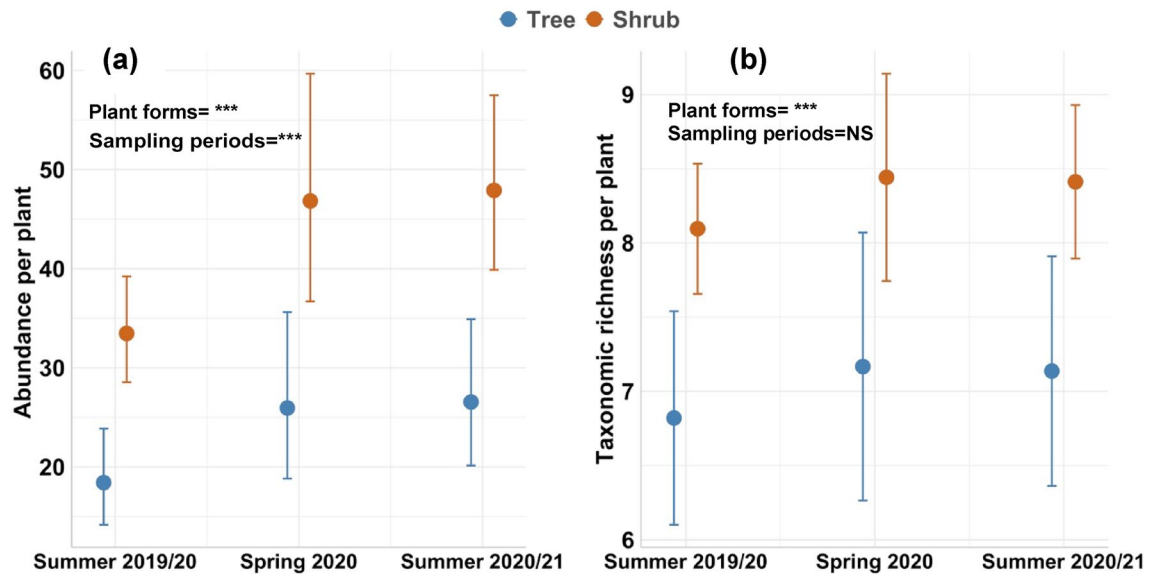 Tree Shrub
(a)
Plant forms= ***
Sampling periods=***
Abundance per plant
60
50
40
30
20
Summer 2019/20 Spring 2020 Summer 2020/21
(b)
Plant forms= ***
Sampling periods=NS
Taxonomic richness per plant
9
8
7
6
Summer 2019/20 Spring 2020 Summer 2020/21